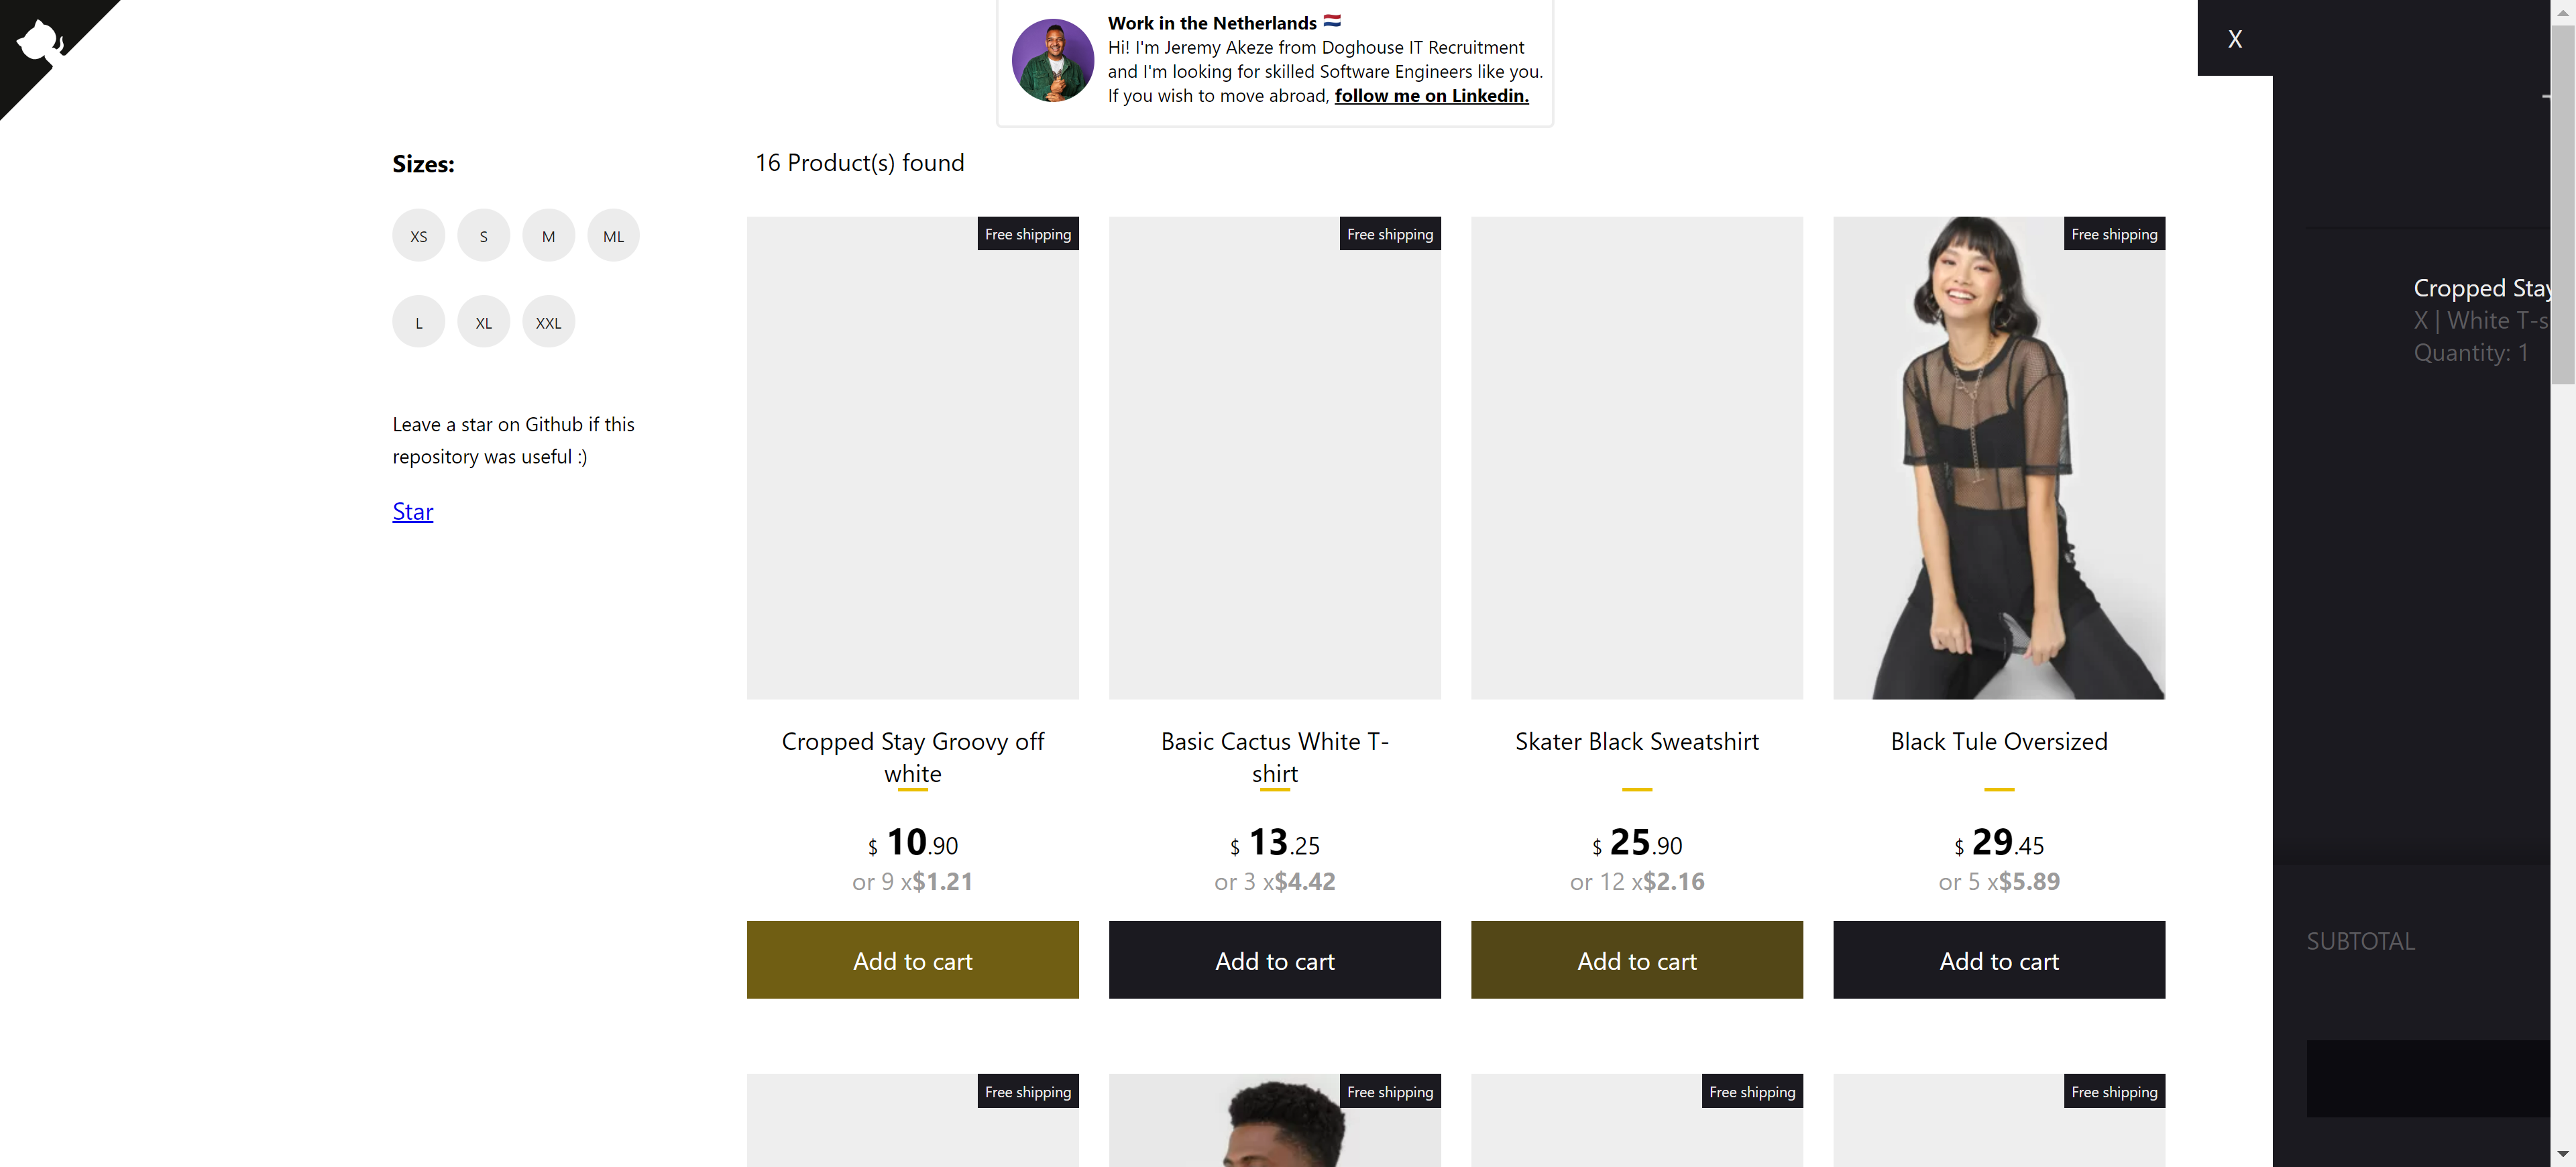 Work in the Netherlands
Hi! I'm Jeremy Akeze from Doghouse IT Recruitment
and I'm looking for skilled Software Engineers like you.
If you wish to move abroad, follow me on Linkedin.
X
Sizes:
XS
S
M
ML
L
XL
XXL
Leave a star on Github if this
repository was useful :)
Star
16 Product(s) found
Free shipping
Free shipping
Free shipping
Cropped Stay Groovy off
white
$ 10.90
or 9 x$1.21
Add to cart
Basic Cactus White T-
shirt
$ 13.25
or 3 x$4.42
Add to cart
Skater Black Sweatshirt
$ 25.90
or 12 x$2.16
Add to cart
Black Tule Oversized
$ 29.45
or 5 x$5.89
Add to cart
Free shipping
Free shipping
Free shipping
Free shipping
Cropped Stay
X | White T-s
Quantity: 1
SUBTOTAL